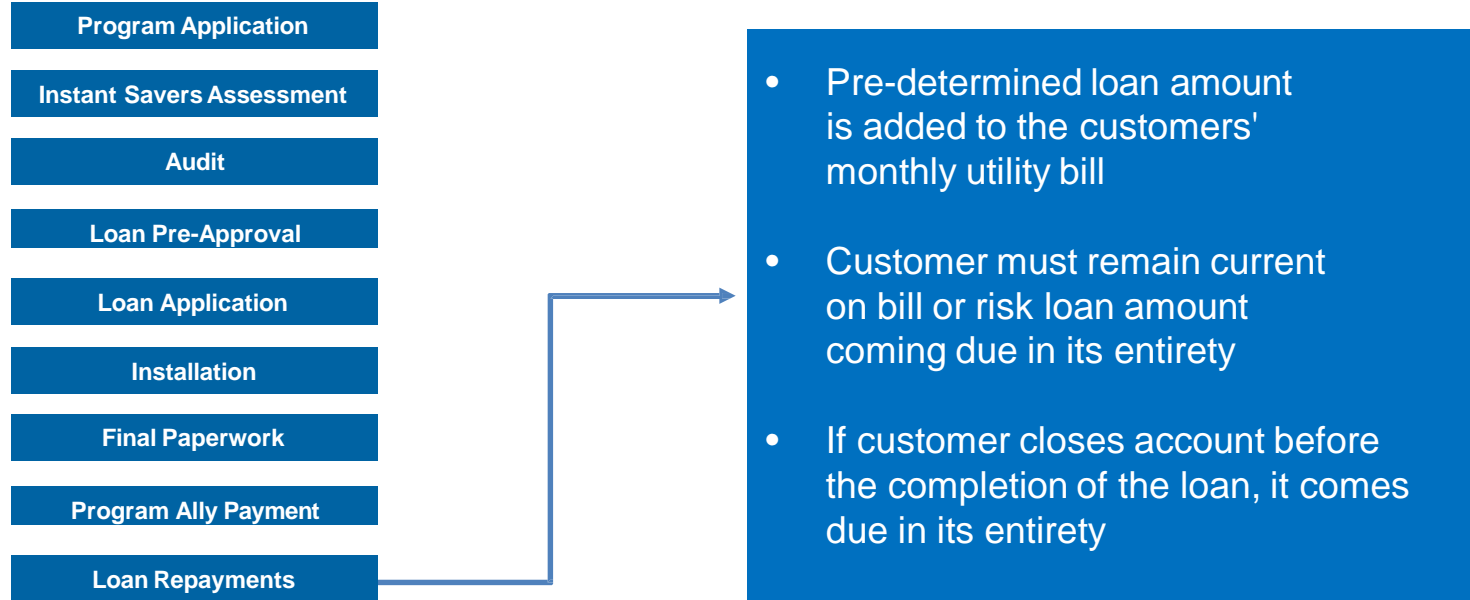 Program Application
Instant Savers Assessment
Audit
Loan Pre-Approval
Loan Application
Installation
Final Paperwork
Program Ally Payment
Loan Repayments
• Pre-determined loan amount
is added to the customers'
monthly utility bill
• Customer must remain current
on bill or risk loan amount
coming due in its entirety
• If customer closes account before
the completion of the loan, it comes
due in its entirety